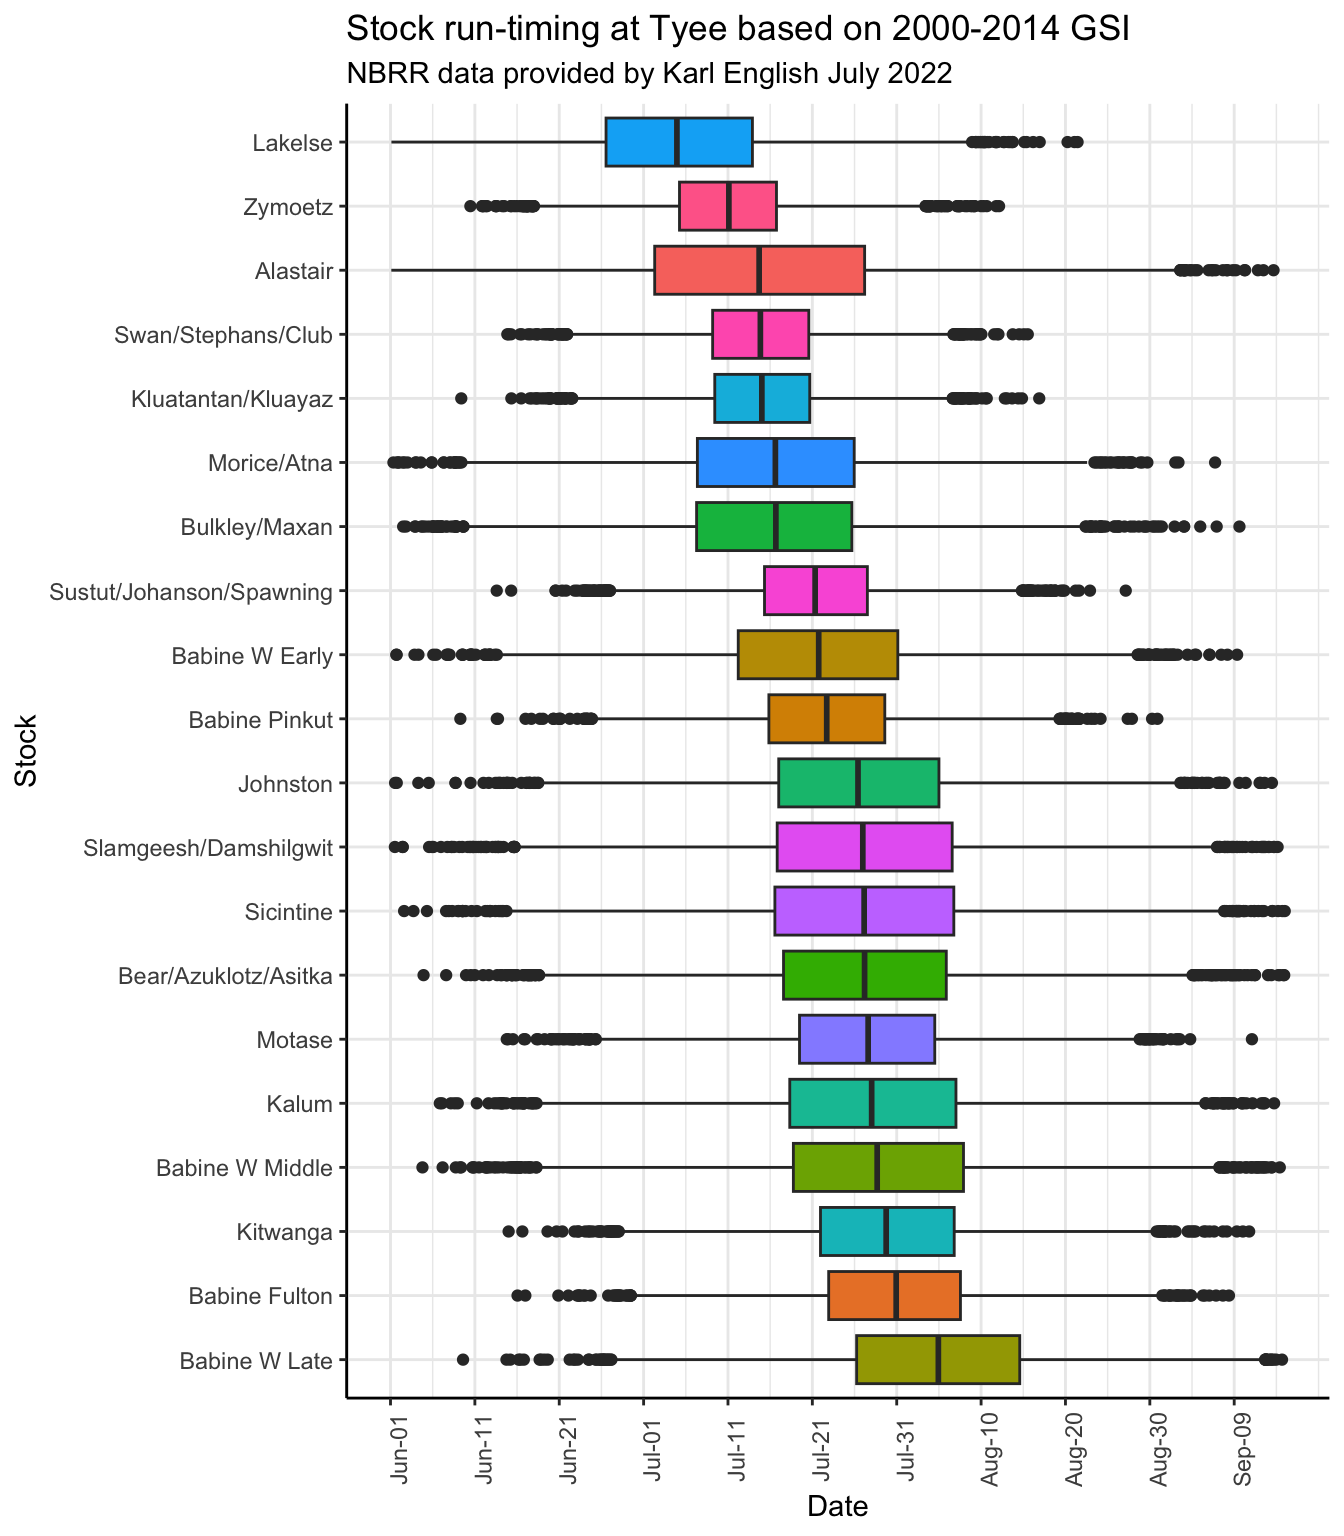 Stock run-timing at Tyee based on 2000-2014 GSI
NBRR data provided by Karl English July 2022
Stock
Lakelse
Zymoetz
Alastair
Swan/Stephans/Club
Kluatantan/Kluayaz
Morice/Atna
Bulkley/Maxan
Sustut/Johanson/Spawning
Babine W Early
Babine Pinkut
Johnston
Slamgeesh/Damshilgwit
Sicintine
Bear/Azuklotz/Asitka
Motase
Kalum
Babine W Middle
Kitwanga
Babine Fulton
Babine W Late
Jun-01
Jun-11
Jun-21
Jul-01
Jul-11
Jul-21
Jul-31
Aug-10
Aug-20
Aug-30
Sep-09
Date